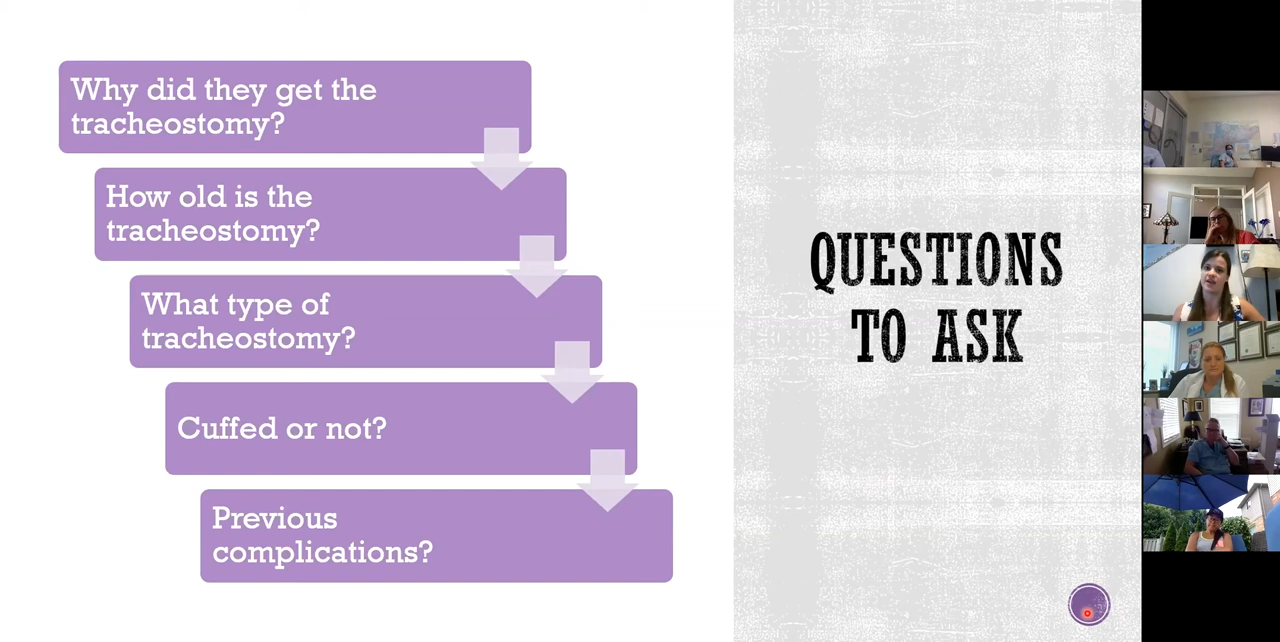 Why did they get the
tracheostomy?
How old is the
tracheostomy?
What type of
tracheostomy?
Cuffed or not?
Previous
complications?
QUESTIONS
TO ASK